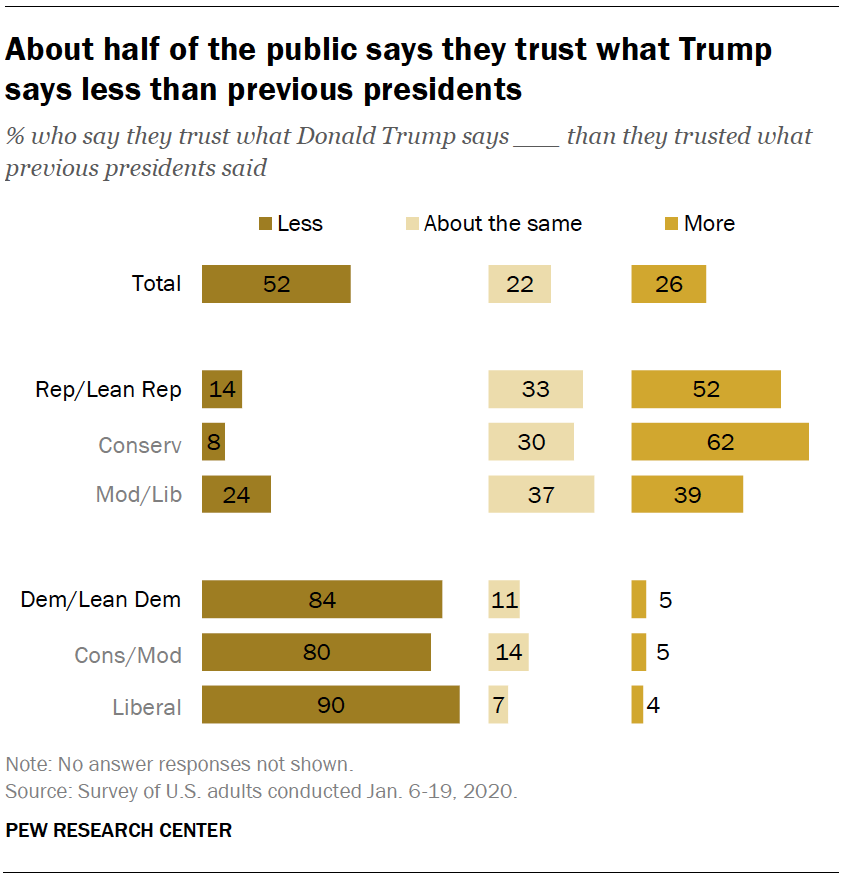 About half of the public says they trust what Trump
says less than previous presidents
% who say they trust what Donald Trump says ____ than they trusted what
previous presidents said
Less About the same More
Total 52 22 26
Rep/Lean Rep 14 33 52
Conserv 8 30 62
Mod/Lib 24 37 39
Dem/Lean Dem 84 11 5
Cons/Mod 80 14 5
Liberal 90 7 4
Note: No answer responses not shown.
Source: Survey of U.S. adults conducted Jan. 6-19, 2020.
PEW RESEARCH CENTER